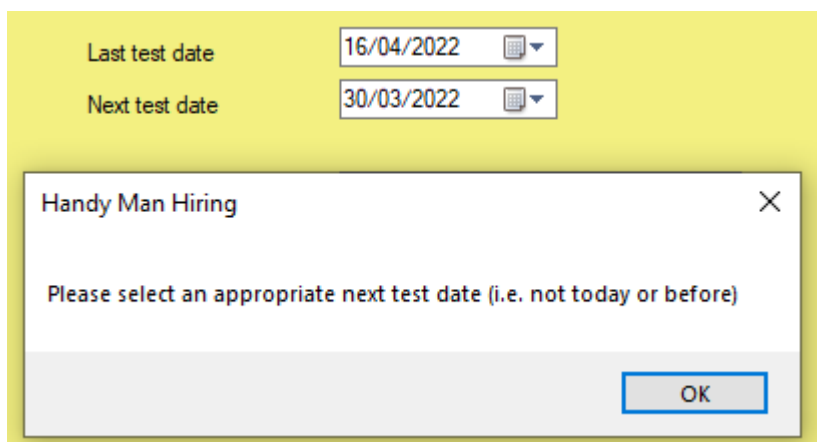 Last test date 16/04/2022
Next test date 30/03/2022
Handy Man Hiring
Please select an appropriate next test date (i.e. not today or before)
OK